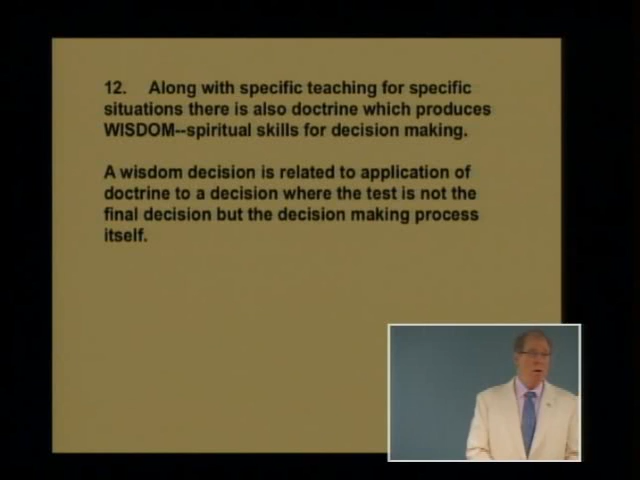 12. Along with specific teaching for specific
situations there is also doctrine which produces
WISDOM--spiritual skills for decision making.
A wisdom decision is related to application of
doctrine to a decision where the test is not the
final decision but the decision making process
itself.